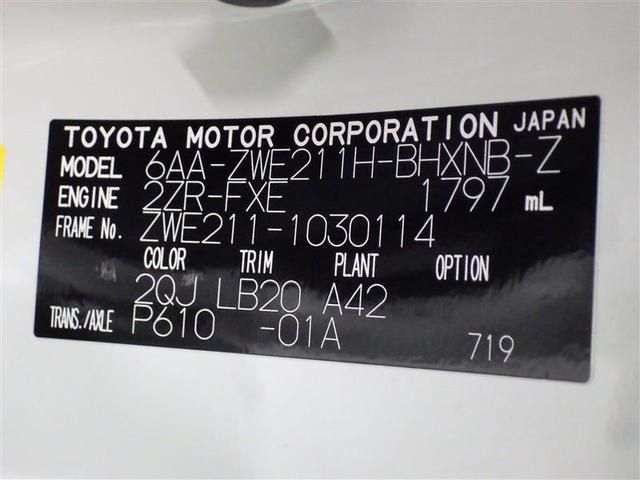 TOYOTA MOTOR CORPORATION JAPAN
MODEL 6AA-ZWE211H-BHXNB-Z
ENGINE 2ZR-FXE 1797 mL
FRAME No. ZWE211-1030114
COLOR TRIM PLANT OPTION
2QJ LB20 A42
TRANS./AXLE P610 -01A
719